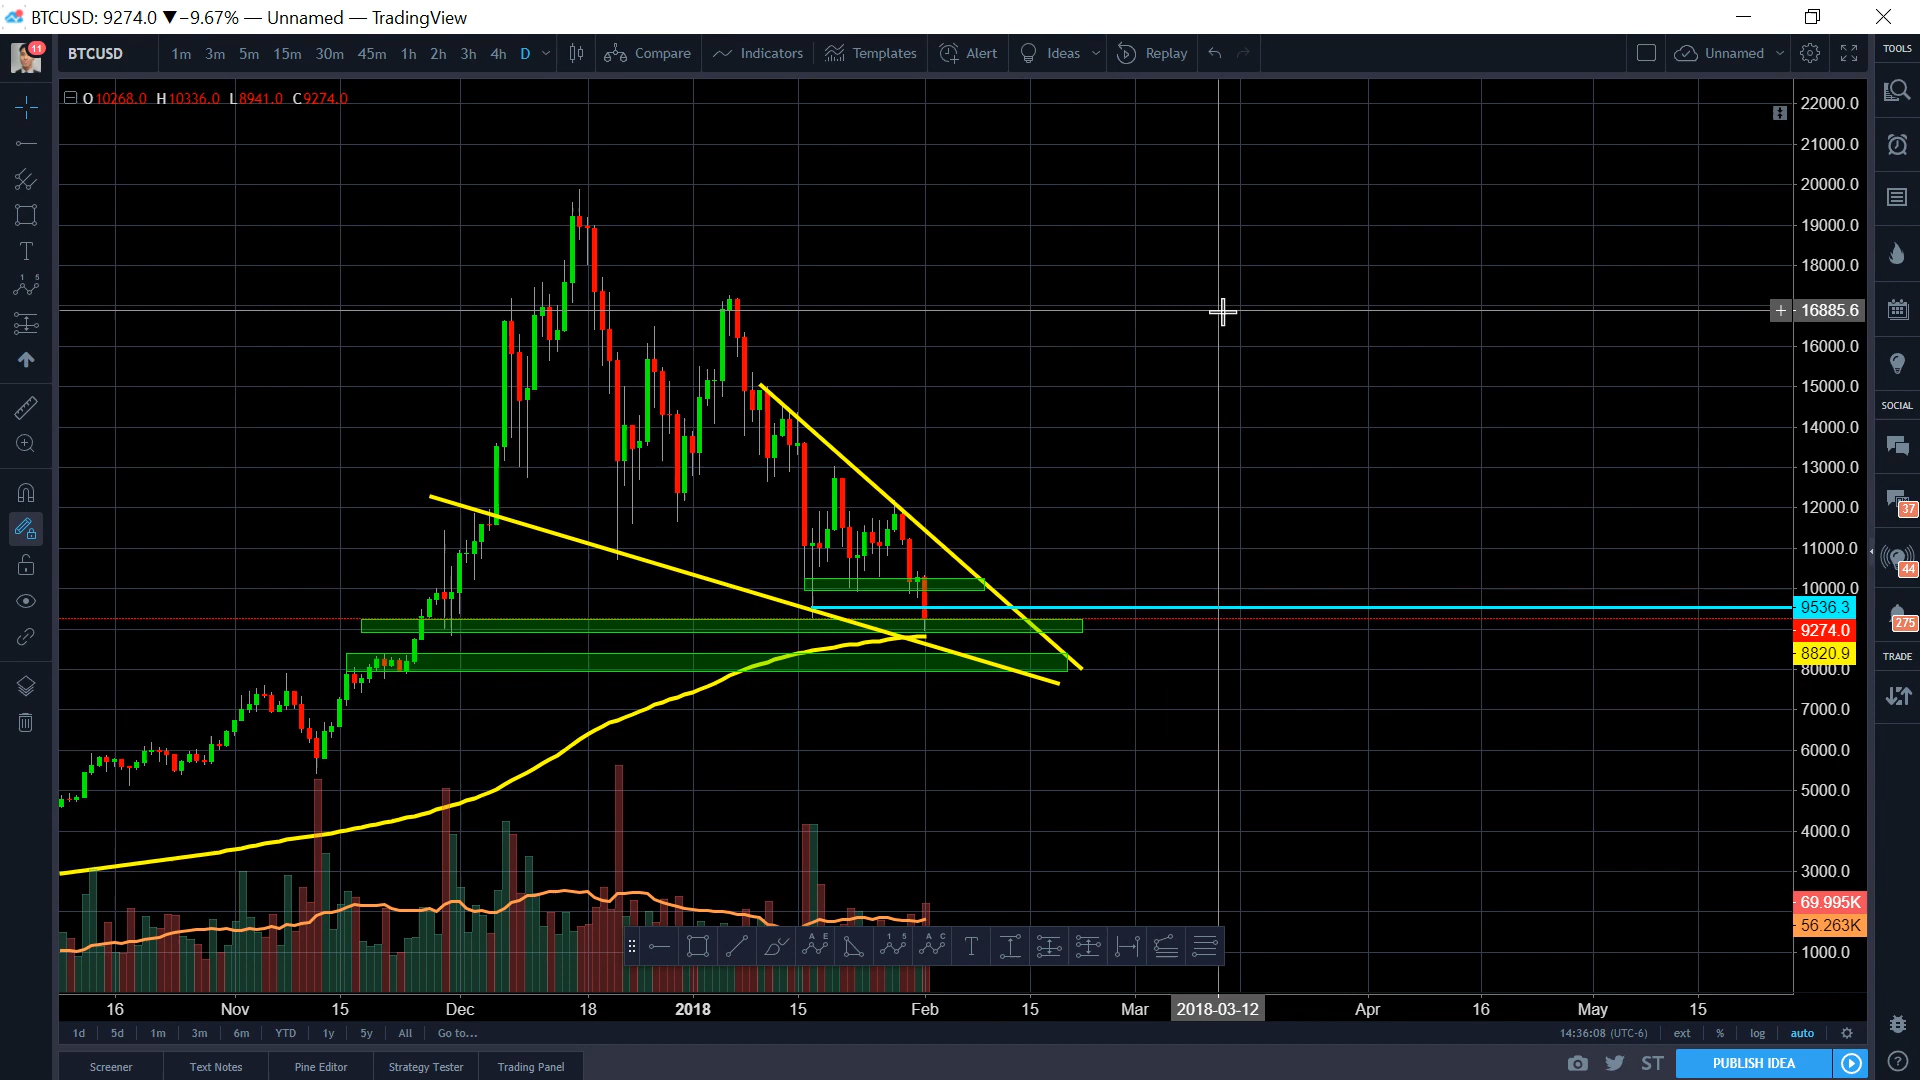 BTCUSD: 9274.0 ▼−9.67% — Unnamed — TradingView
11 BTCUSD 1m 3m 5m 15m 30m 45m 1h 2h 3h 4h D Compare Indicators Templates Alert Ideas Replay Unnamed TOOLS
O10268.0 H10336.0 L8941.0 C9274.0
22000.0
21000.0
20000.0
19000.0
18000.0
+ 16885.6
16000.0
15000.0
14000.0
13000.0
12000.0
11000.0
10000.0
9536.3
9274.0
8820.9
8000.0
7000.0
6000.0
5000.0
4000.0
3000.0
69.995K
56.263K
1000.0
SOCIAL
37
44
275
TRADE
T
1 5
A E
1 5
A C
T
16 Nov 15 Dec 18 2018 15 Feb 15 Mar 2018-03-12 Apr 16 May 15
1d 5d 1m 3m 6m YTD 1y 5y All Go to... 14:36:08 (UTC-6) ext % log auto
Screener Text Notes Pine Editor Strategy Tester Trading Panel ST PUBLISH IDEA